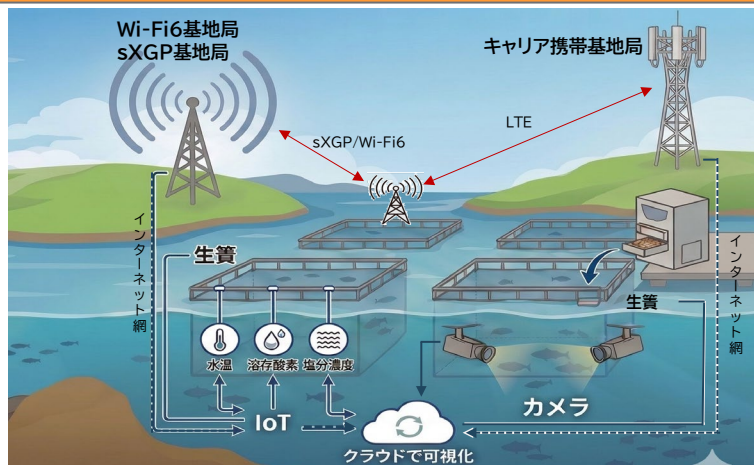 Wi-Fi6基地局
sXGP基地局
キャリア携帯基地局
sXGP/Wi-Fi6
LTE
インターネット網
インターネット網
生簀
生簀
水温
溶存酸素
塩分濃度
IoT
カメラ
クラウドで可視化